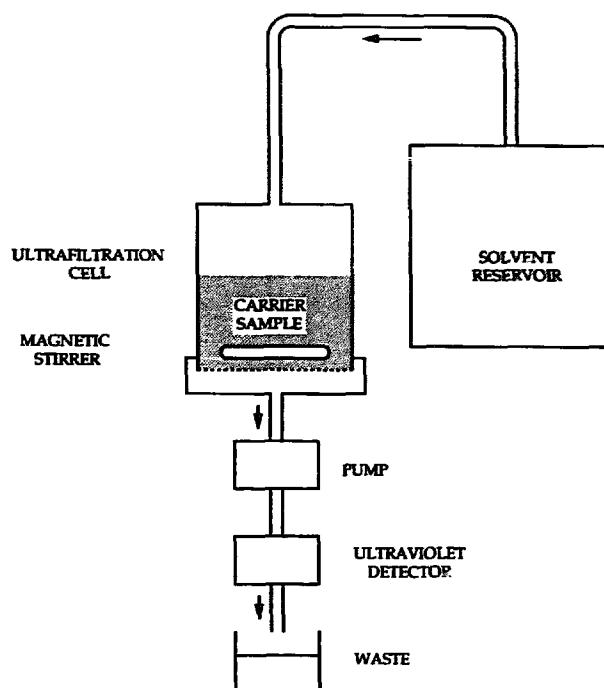 ULTRAFILTRATION
CELL
CARRIER
SAMPLE
SOLVENT
RESERVOIR
MAGNETIC
STIRRER
PUMP
ULTRAVIOLET
DETECTOR
WASTE